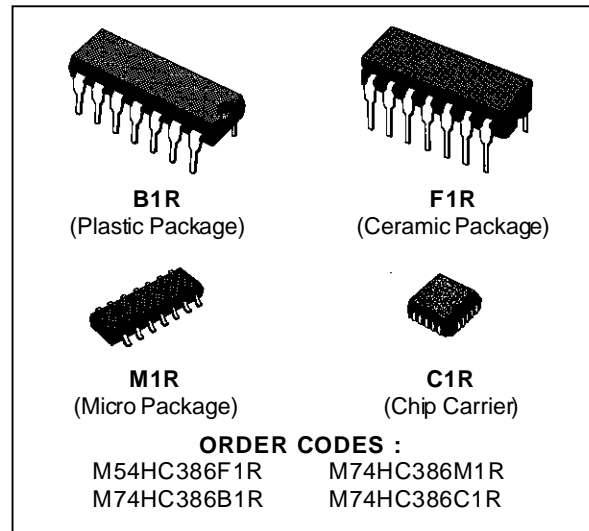 B1R
(Plastic Package)
F1R
(Ceramic Package)
M1R
(Micro Package)
C1R
(Chip Carrier)
ORDER CODES :
M54HC386F1R M74HC386M1R
M74HC386B1R M74HC386C1R